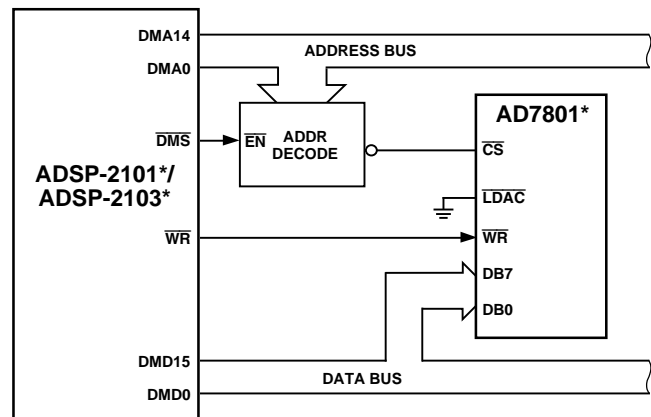 DMA14
ADDRESS BUS
DMA0
AD7801*
DMS
EN
ADDR
DECODE
CS
ADSP-2101*/
ADSP-2103*
LDAC
WR
WR
DB7
DB0
DMD15
DATA BUS
DMD0